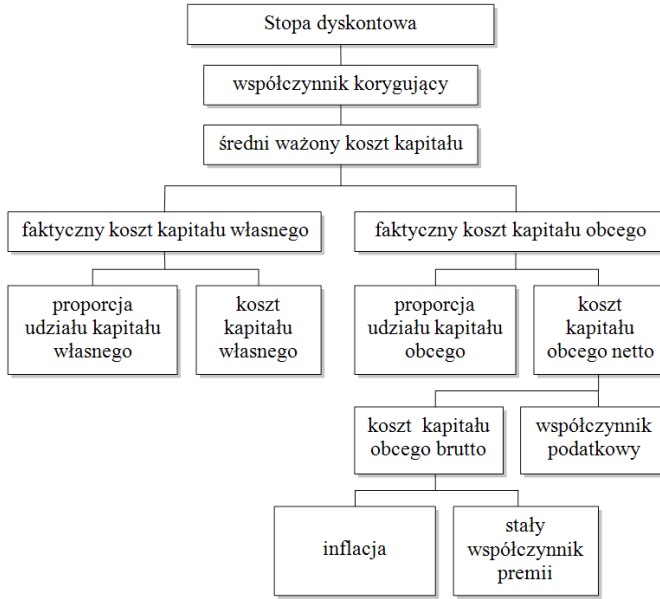 Stopa dyskontowa
współczynnik korygujący
średni ważony koszt kapitału
faktyczny koszt kapitału własnego
faktyczny koszt kapitału obcego
proporcja
udziału kapitału
własnego
koszt
kapitału
własnego
proporcja
udziału kapitału
obcego
koszt
kapitału
obcego netto
koszt kapitału
obcego brutto
współczynnik
podatkowy
inflacja
stały
współczynnik
premii